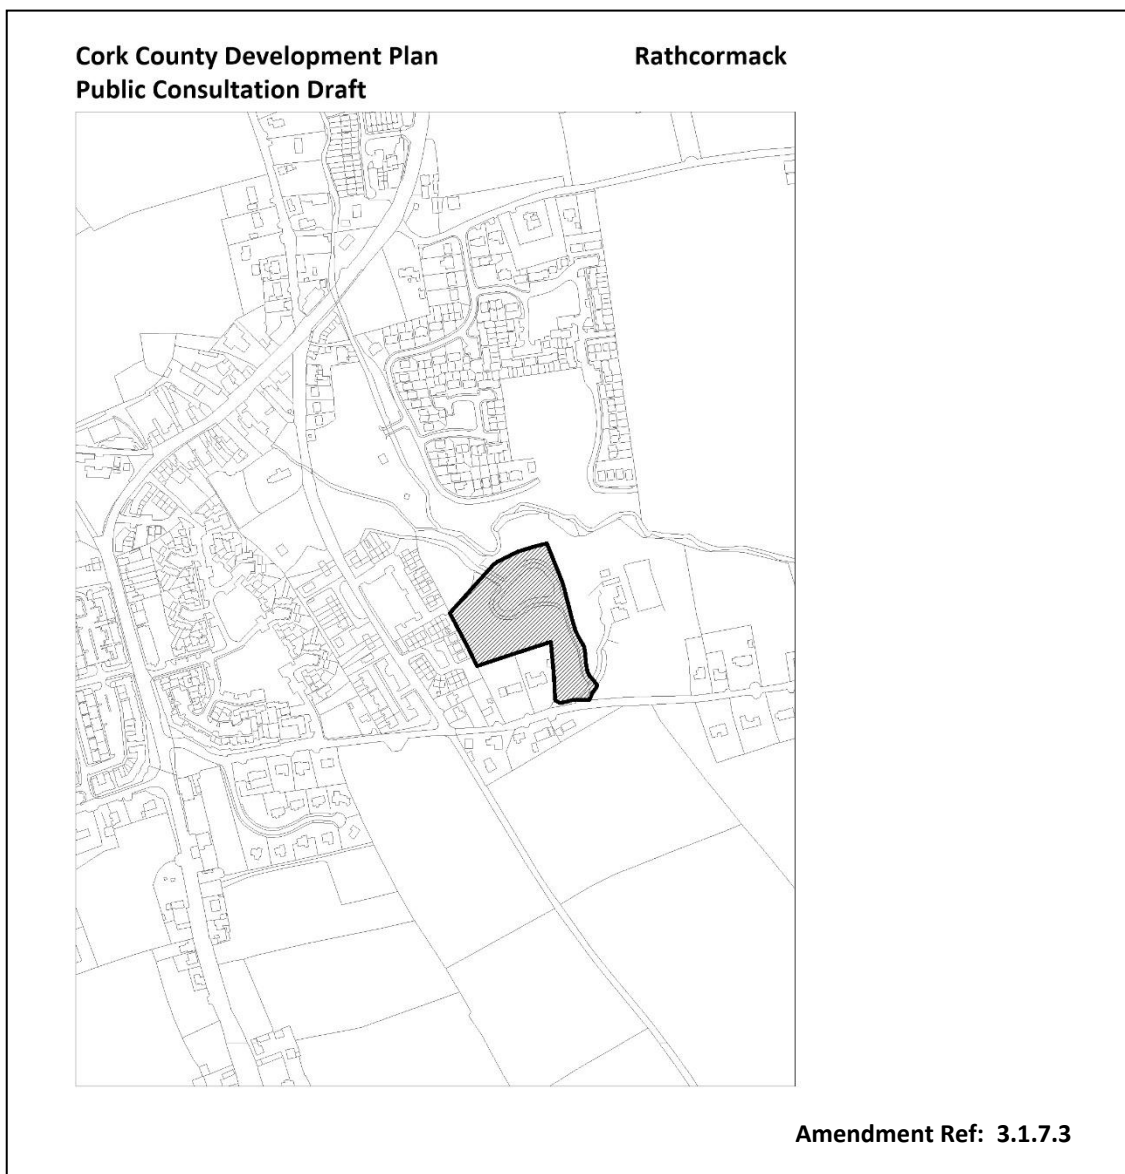 Cork County Development Plan
Rathcormack
Public Consultation Draft
Amendment Ref: 3.1.7.3